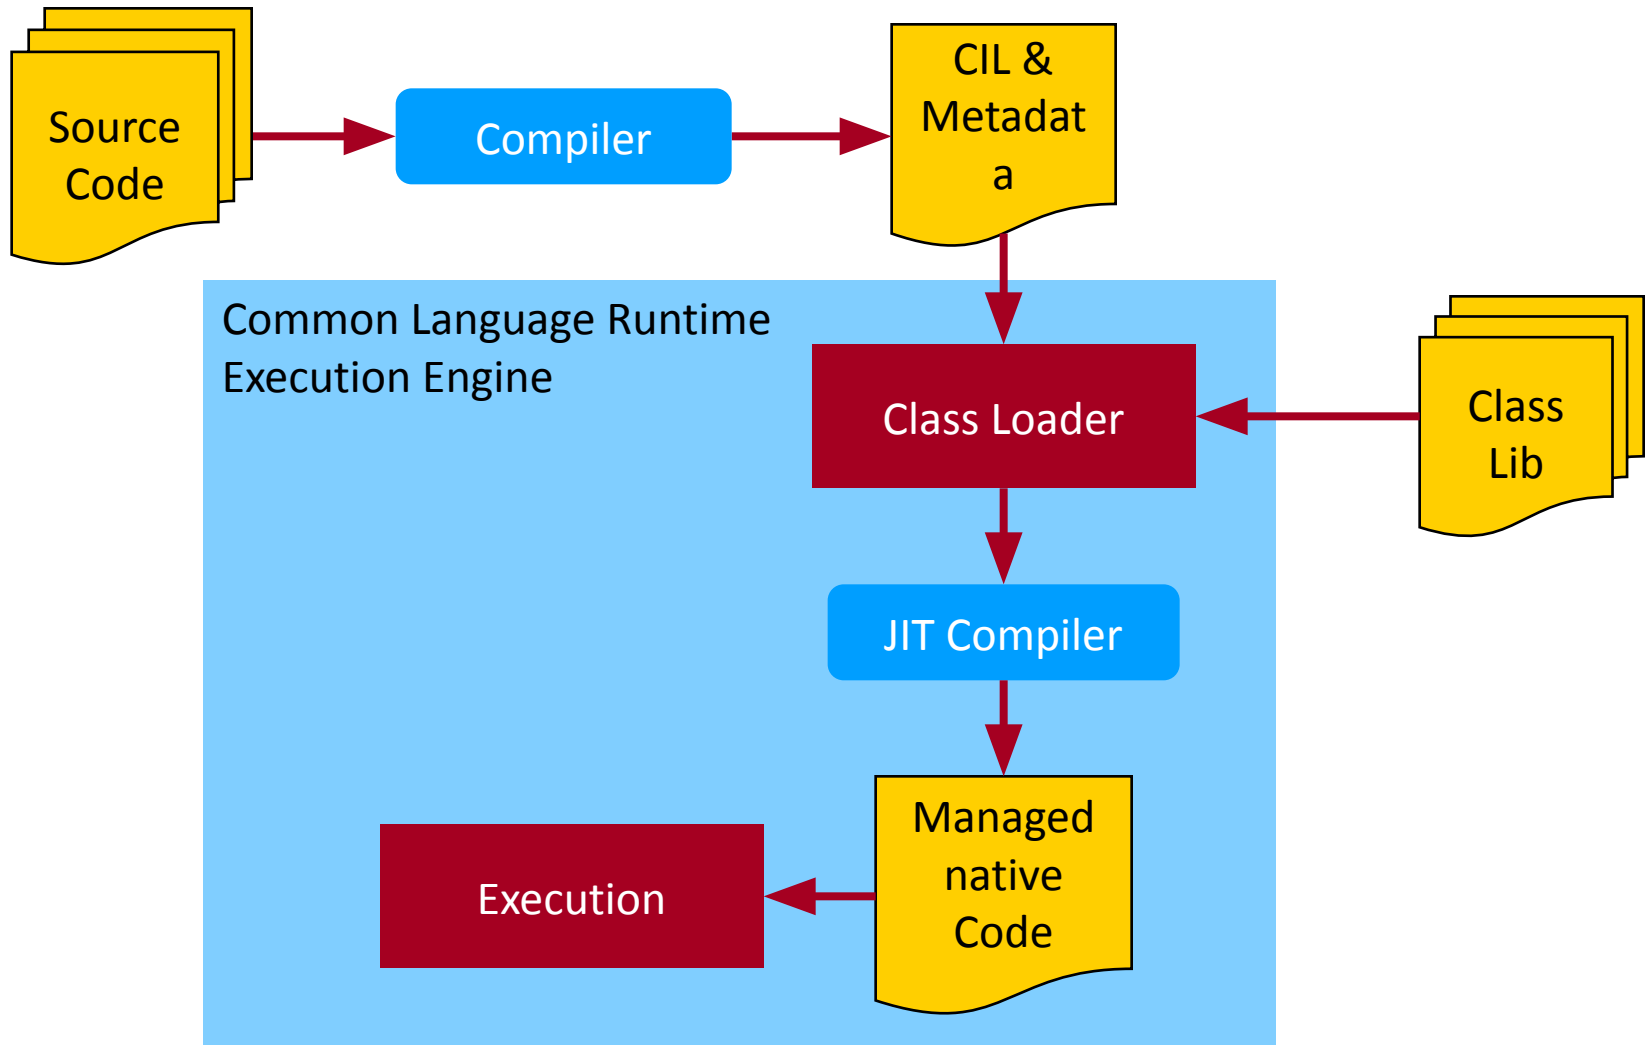 Source
Code
Compiler
CIL &
Metadat
a
Common Language Runtime
Execution Engine
Class Loader
Class
Lib
JIT Compiler
Managed
native
Code
Execution